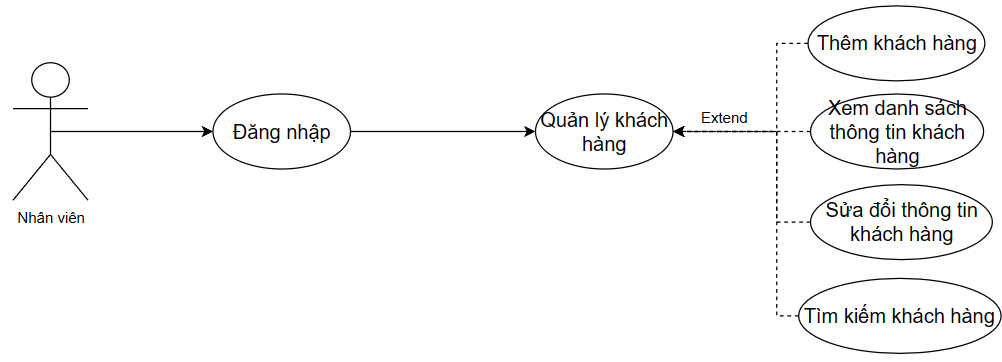 Nhân viên
Đăng nhập
Quản lý khách
hàng
Extend
Thêm khách hàng
Xem danh sách
thông tin khách
hàng
Sửa đổi thông tin
khách hàng
Tìm kiếm khách hàng